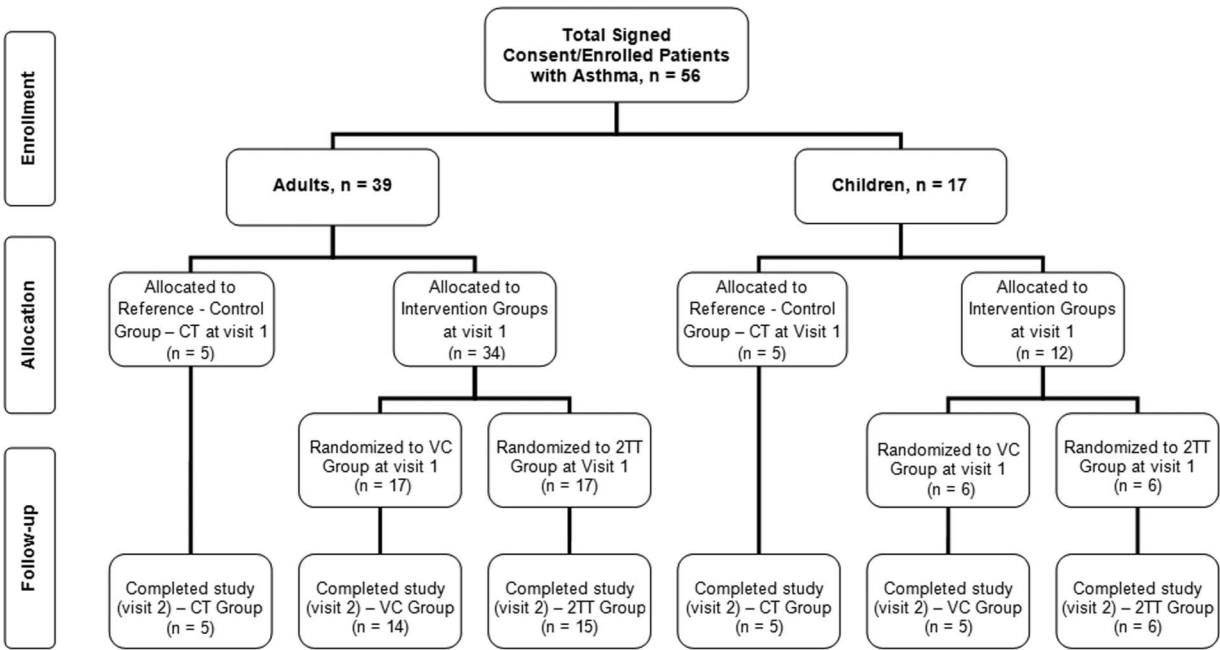 Enrollment
Total Signed
Consent/Enrolled Patients
with Asthma, n = 56
Adults, n = 39
Children, n = 17
Allocation
Allocated to
Reference - Control
Group – CT at visit 1
(n = 5)
Allocated to
Intervention Groups
at visit 1
(n = 34)
Allocated to
Reference - Control
Group – CT at Visit 1
(n = 5)
Allocated to
Intervention Groups
at visit 1
(n = 12)
Follow-up
Randomized to VC
Group at visit 1
(n = 17)
Randomized to 2TT
Group at Visit 1
(n = 17)
Randomized to VC
Group at visit 1
(n = 6)
Randomized to 2TT
Group at visit 1
(n = 6)
Completed study
(visit 2) – CT Group
(n = 5)
Completed study
(visit 2) – VC Group
(n = 14)
Completed study
(visit 2) – 2TT Group
(n = 15)
Completed study
(visit 2) – CT Group
(n = 5)
Completed study
(visit 2) – VC Group
(n = 5)
Completed study
(visit 2) – 2TT Group
(n = 6)